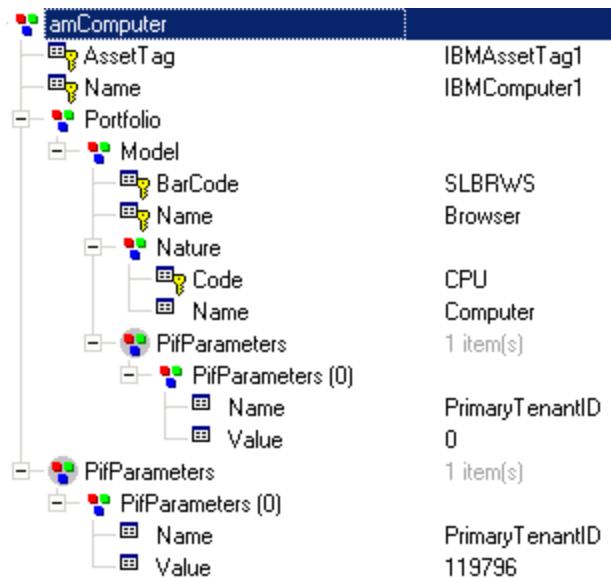 amComputer
AssetTag IBMAssetTag1
Name IBMComputer1
Portfolio
Model
BarCode SLBRWS
Name Browser
Nature
Code CPU
Name Computer
PifParameters 1 item(s)
PifParameters (0)
Name PrimaryTenantID
Value 0
PifParameters 1 item(s)
PifParameters (0)
Name PrimaryTenantID
Value 119796